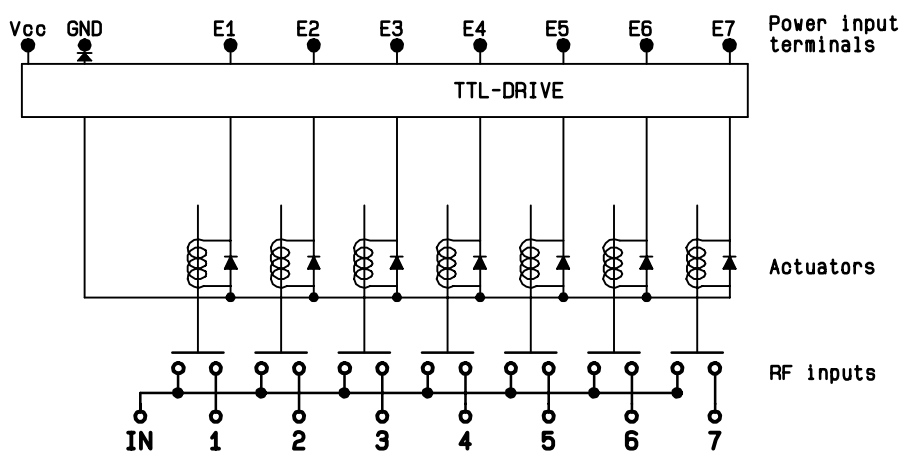 Vcc GND E1 E2 E3 E4 E5 E6 E7 Power input
terminals
TTL-DRIVE
Actuators
RF inputs
IN 1 2 3 4 5 6 7